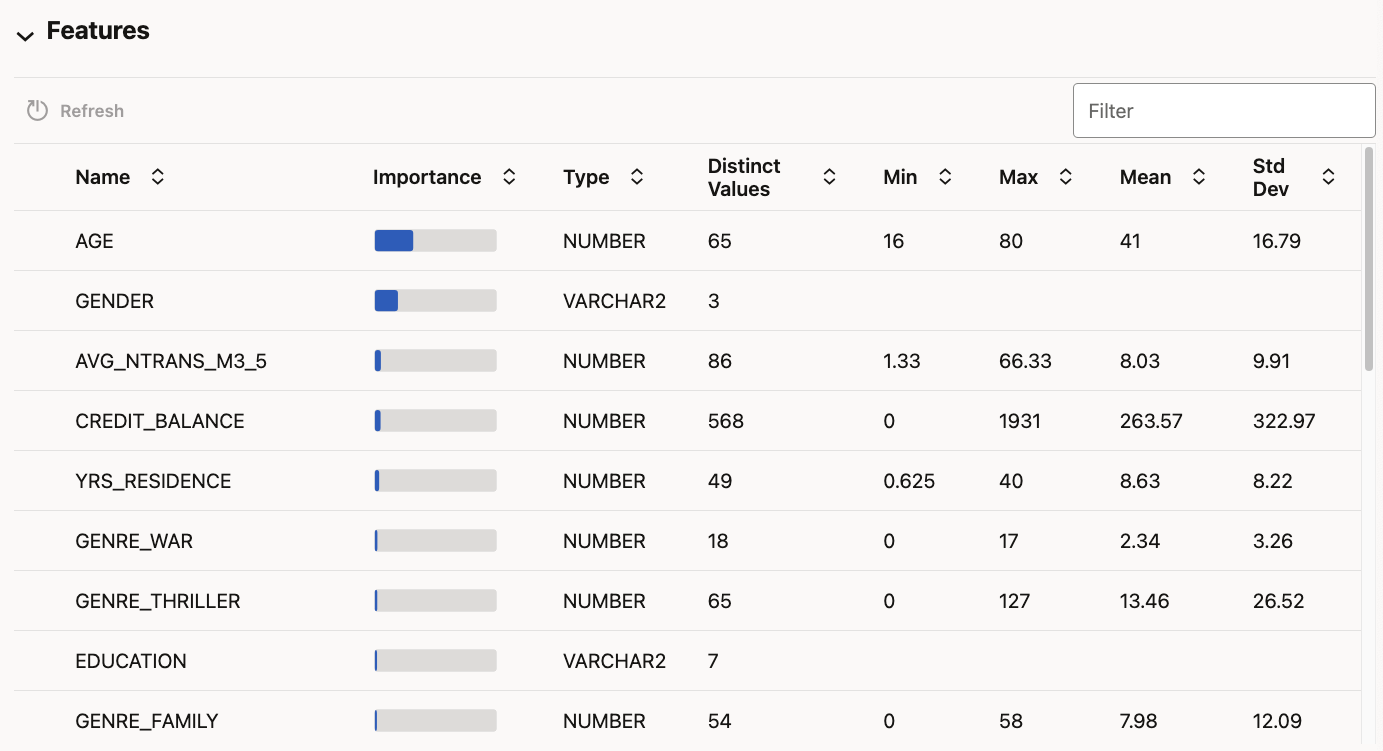 Features
Refresh Filter
Name Importance Type Distinct Values Min Max Mean Std Dev
AGE NUMBER 65 16 80 41 16.79
GENDER VARCHAR2 3
AVG_NTRANS_M3_5 NUMBER 86 1.33 66.33 8.03 9.91
CREDIT_BALANCE NUMBER 568 0 1931 263.57 322.97
YRS_RESIDENCE NUMBER 49 0.625 40 8.63 8.22
GENRE_WAR NUMBER 18 0 17 2.34 3.26
GENRE_THRILLER NUMBER 65 0 127 13.46 26.52
EDUCATION VARCHAR2 7
GENRE_FAMILY NUMBER 54 0 58 7.98 12.09